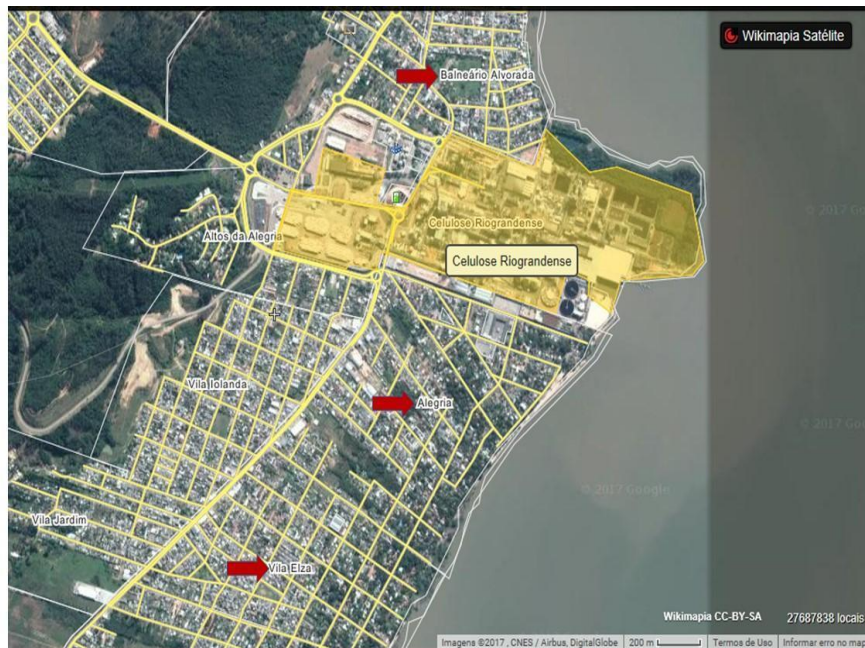 Wikimapia Satélite
Balneário Alvorada
© 2017 Go
Celulose Riograndense
Altos da Alegria
Celulose Riograndense
Vila Iolanda
Alegria
© 2017 Goo
© 2017 Google
Vila Jardim
Vila Elza
Wikimapia CC-BY-SA 27687838 locais
Imagens ©2017 , CNES / Airbus, DigitalGlobe 200 m Termos de Uso Informar erro no map